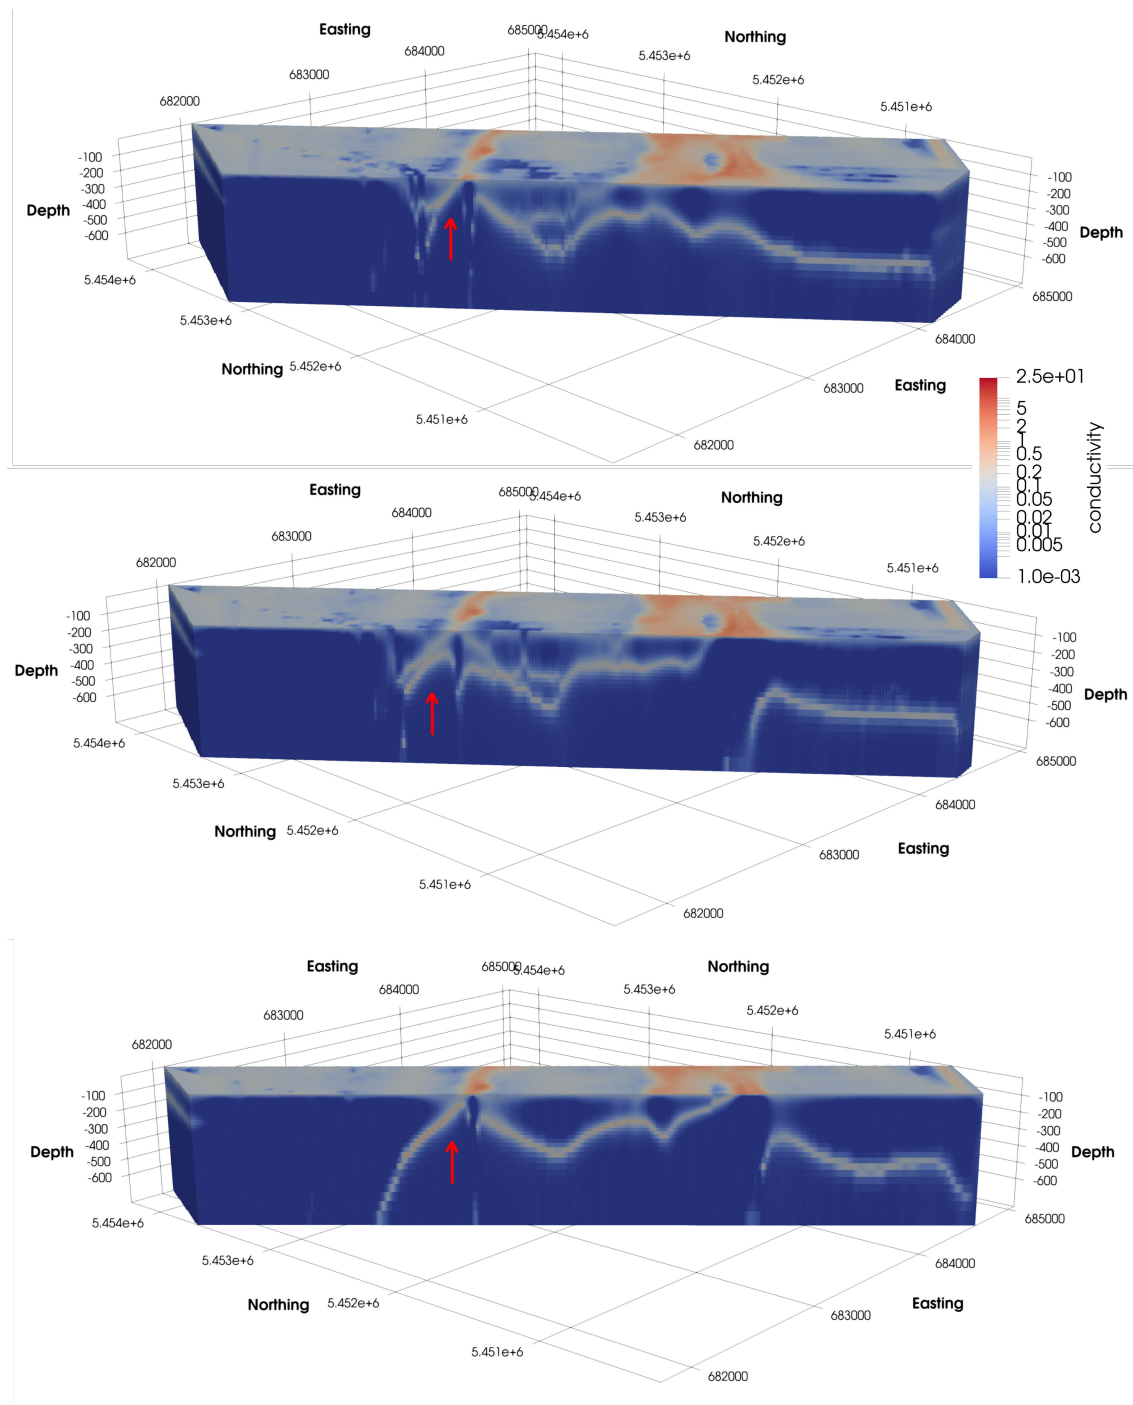 Easting
685000
5.454e+6
Northing
684000
5.453e+6
683000
5.452e+6
682000
5.451e+6
-100
-200
-300
-400
-500
-600
Depth
-100
-200
-300
-400
-500
-600
Depth
5.454e+6
685000
5.453e+6
684000
Northing
5.452e+6
683000
Easting
5.451e+6
682000
2.5e+01
5
2
1
0.5
0.2
0.1
0.05
0.02
0.01
0.005
1.0e-03
conductivity
Easting
685000
5.454e+6
Northing
684000
5.453e+6
683000
5.452e+6
682000
5.451e+6
-100
-200
-300
-400
-500
-600
Depth
-100
-200
-300
-400
-500
-600
Depth
5.454e+6
685000
5.453e+6
684000
Northing
5.452e+6
683000
Easting
5.451e+6
682000
Easting
685000
5.454e+6
Northing
684000
5.453e+6
683000
5.452e+6
682000
5.451e+6
-100
-200
-300
-400
-500
-600
Depth
-100
-200
-300
-400
-500
-600
Depth
5.454e+6
685000
5.453e+6
684000
Northing
5.452e+6
683000
Easting
5.451e+6
682000